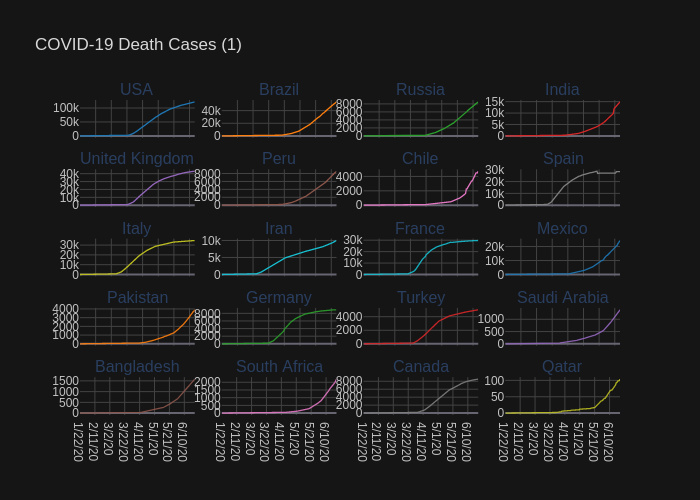 COVID-19 Death Cases (1)
USA Brazil Russia India
100k 50k 0
40k 20k 0
8000 6000 4000 2000 0
15k 10k 5k 0
United Kingdom Peru Chile Spain
40k 30k 20k 10k 0
8000 6000 4000 2000 0
4000 2000 0
30k 20k 10k 0
Italy Iran France Mexico
30k 20k 10k 0
10k 5k 0
30k 20k 10k 0
20k 10k 0
Pakistan Germany Turkey Saudi Arabia
4000 3000 2000 1000 0
8000 6000 4000 2000 0
4000 2000 0
1000 500 0
Bangladesh South Africa Canada Qatar
1500 1000 500 0
2000 1500 1000 500 0
8000 6000 4000 2000 0
100 50 0
1/22/20 2/11/20 3/2/20 3/22/20 4/11/20 5/1/20 5/21/20 6/10/20
1/22/20 2/11/20 3/2/20 3/22/20 4/11/20 5/1/20 5/21/20 6/10/20
1/22/20 2/11/20 3/2/20 3/22/20 4/11/20 5/1/20 5/21/20 6/10/20
1/22/20 2/11/20 3/2/20 3/22/20 4/11/20 5/1/20 5/21/20 6/10/20